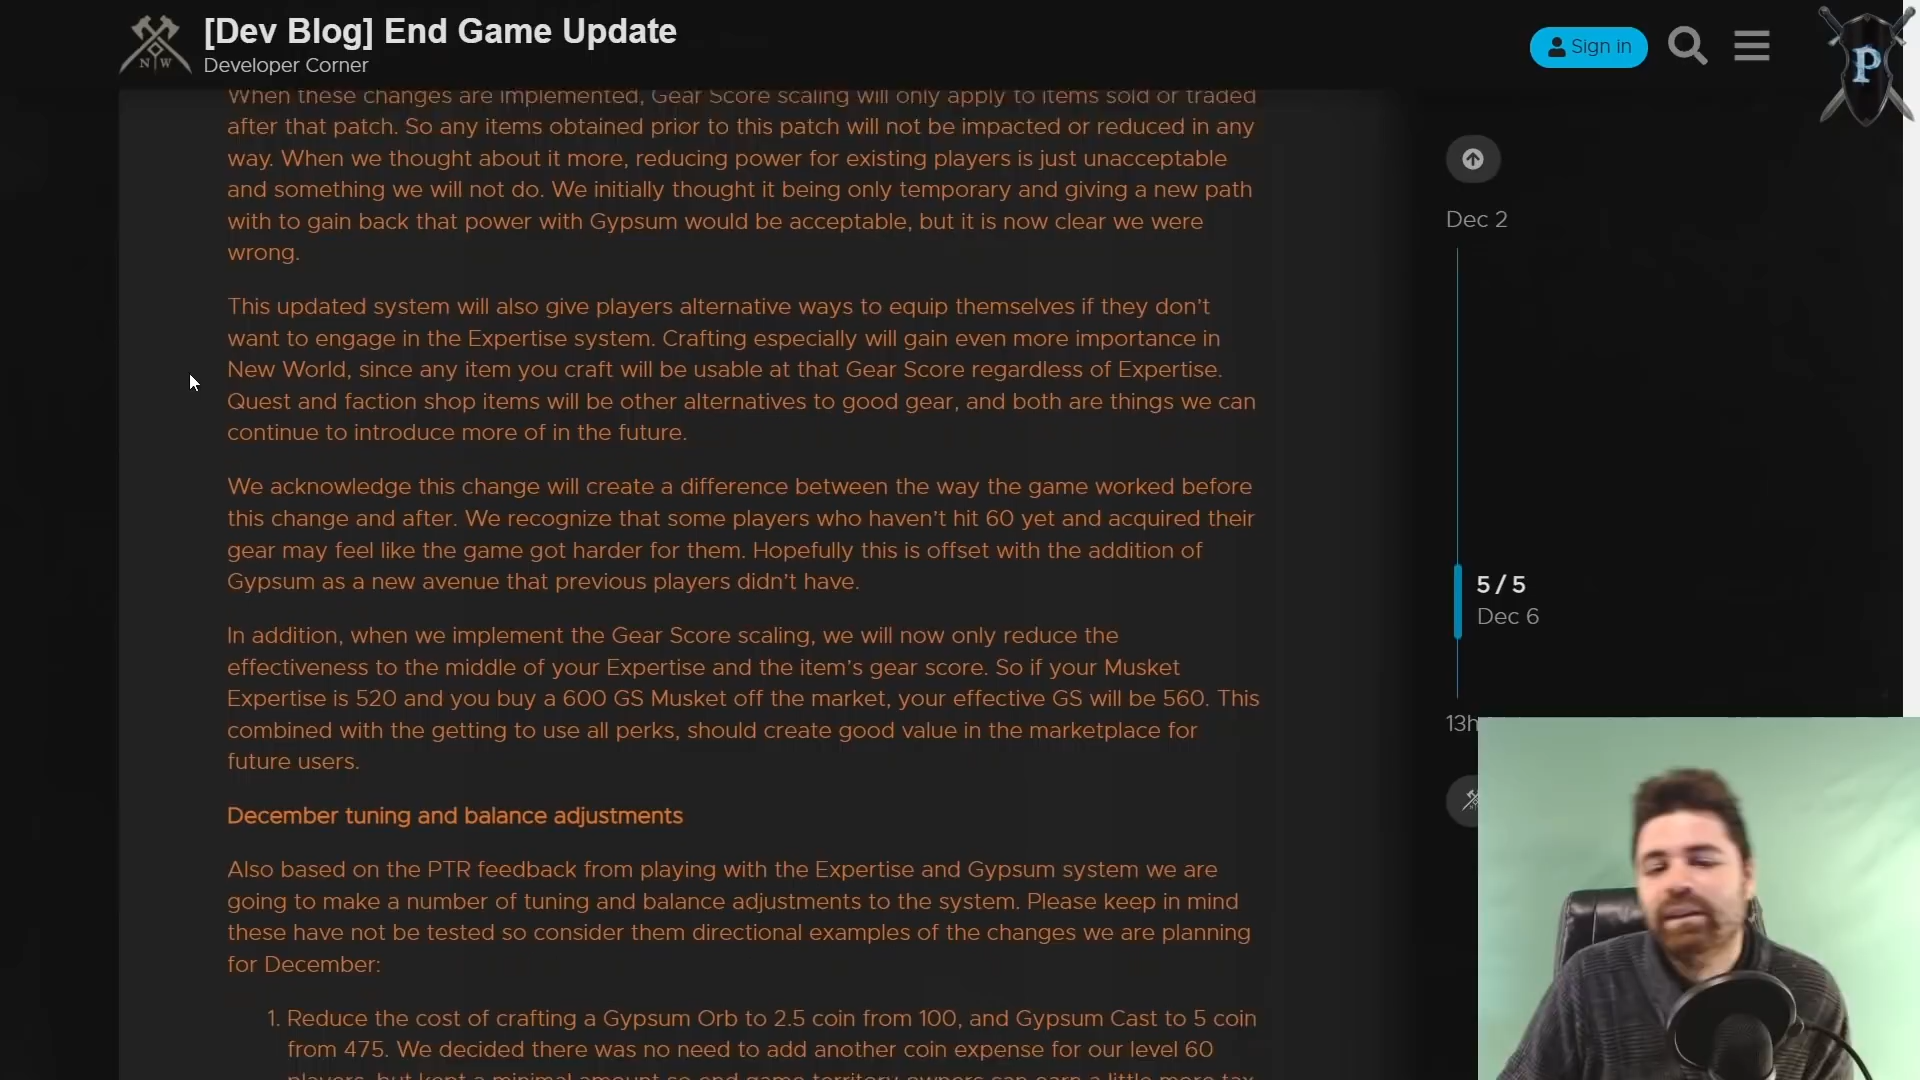 [Dev Blog] End Game Update
Developer Corner
Sign in
N W
P
When these changes are implemented, Gear Score scaling will only apply to items sold or traded
after that patch. So any items obtained prior to this patch will not be impacted or reduced in any
way. When we thought about it more, reducing power for existing players is just unacceptable
and something we will not do. We initially thought it being only temporary and giving a new path
with to gain back that power with Gypsum would be acceptable, but it is now clear we were
wrong.
This updated system will also give players alternative ways to equip themselves if they don't
want to engage in the Expertise system. Crafting especially will gain even more importance in
New World, since any item you craft will be usable at that Gear Score regardless of Expertise.
Quest and faction shop items will be other alternatives to good gear, and both are things we can
continue to introduce more of in the future.
We acknowledge this change will create a difference between the way the game worked before
this change and after. We recognize that some players who haven't hit 60 yet and acquired their
gear may feel like the game got harder for them. Hopefully this is offset with the addition of
Gypsum as a new avenue that previous players didn't have.
In addition, when we implement the Gear Score scaling, we will now only reduce the
effectiveness to the middle of your Expertise and the item's gear score. So if your Musket
Expertise is 520 and you buy a 600 GS Musket off the market, your effective GS will be 560. This
combined with the getting to use all perks, should create good value in the marketplace for
future users.
December tuning and balance adjustments
Also based on the PTR feedback from playing with the Expertise and Gypsum system we are
going to make a number of tuning and balance adjustments to the system. Please keep in mind
these have not be tested so consider them directional examples of the changes we are planning
for December:
1. Reduce the cost of crafting a Gypsum Orb to 2.5 coin from 100, and Gypsum Cast to 5 coin
from 475. We decided there was no need to add another coin expense for our level 60
players, but kept a minimal amount so end game territory owners can earn a little more tax
Dec 2
5 / 5
Dec 6
13h